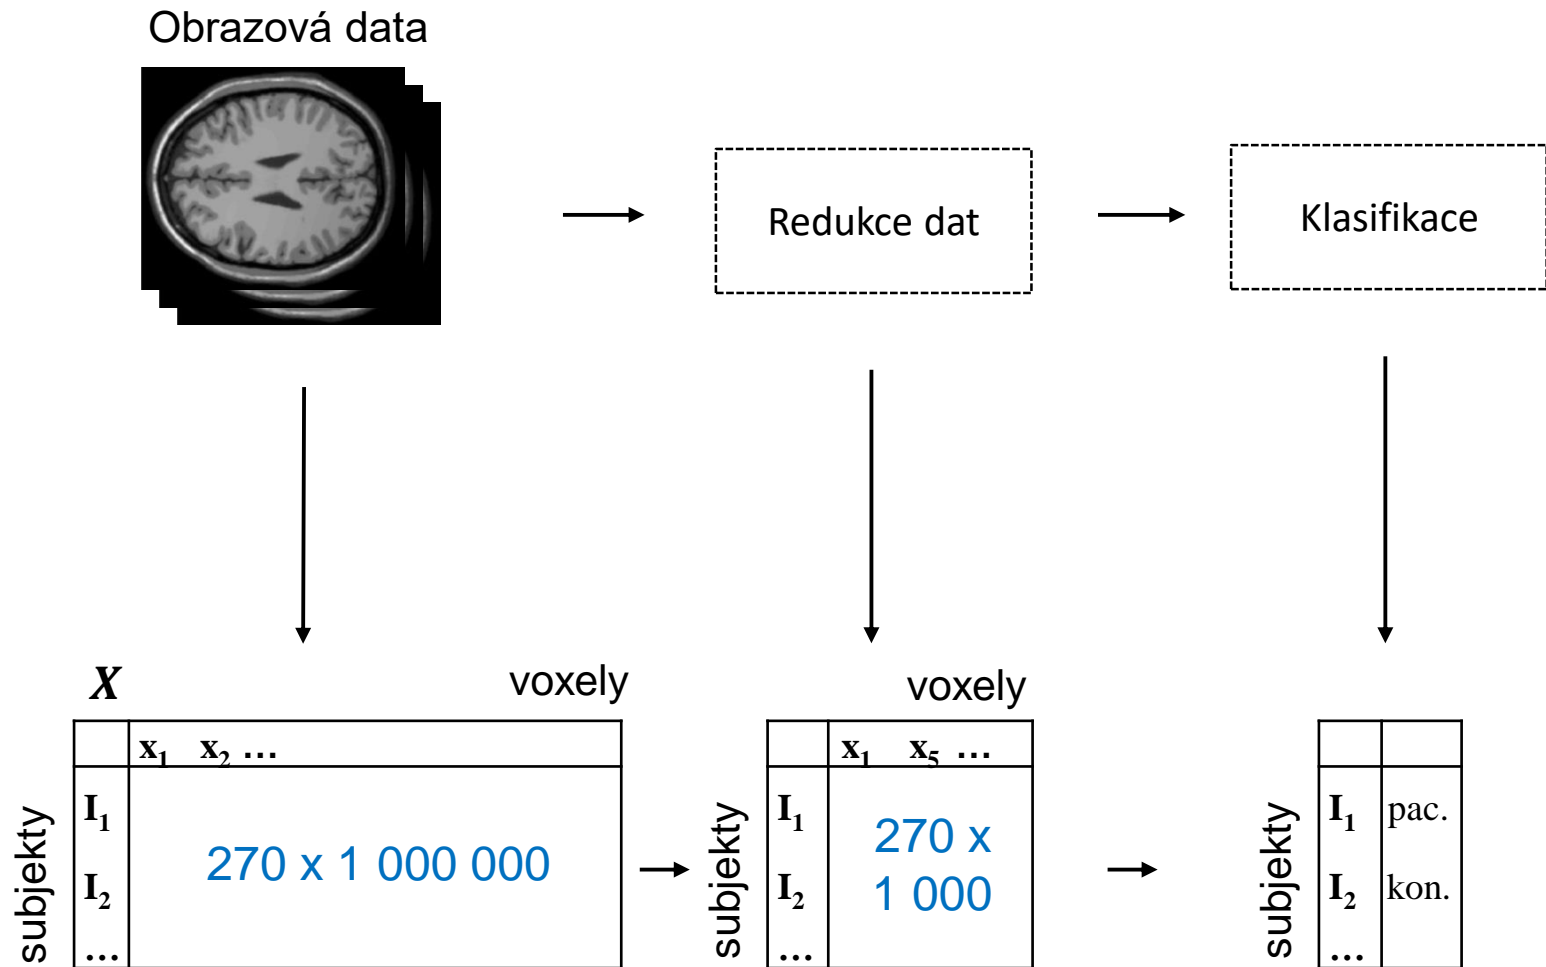 Obrazová data
Redukce dat
Klasifikace
X
voxely
voxely
x1 x2 ...
x1 x5 ...
subjekty
I1
I2
...
270 x 1 000 000
subjekty
I1
I2
...
270 x
1 000
subjekty
I1 pac.
I2 kon.
...